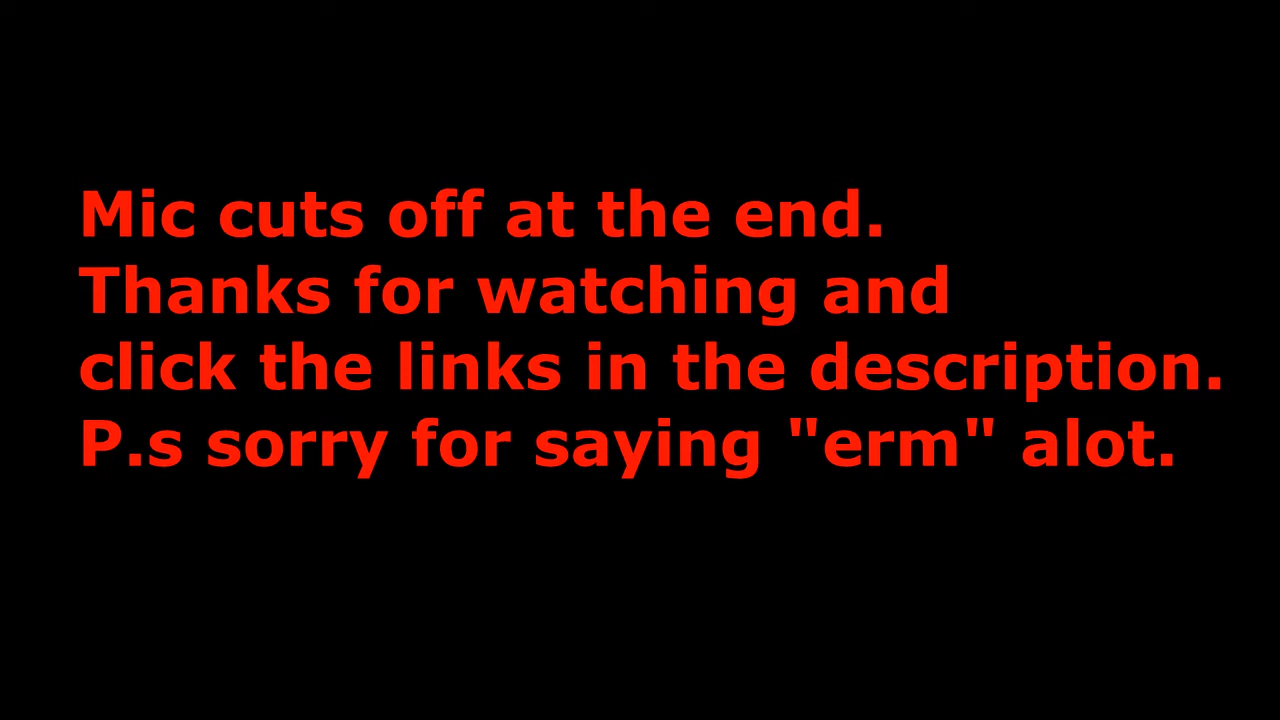 Mic cuts off at the end.
Thanks for watching and
click the links in the description.
P.s sorry for saying "erm" alot.